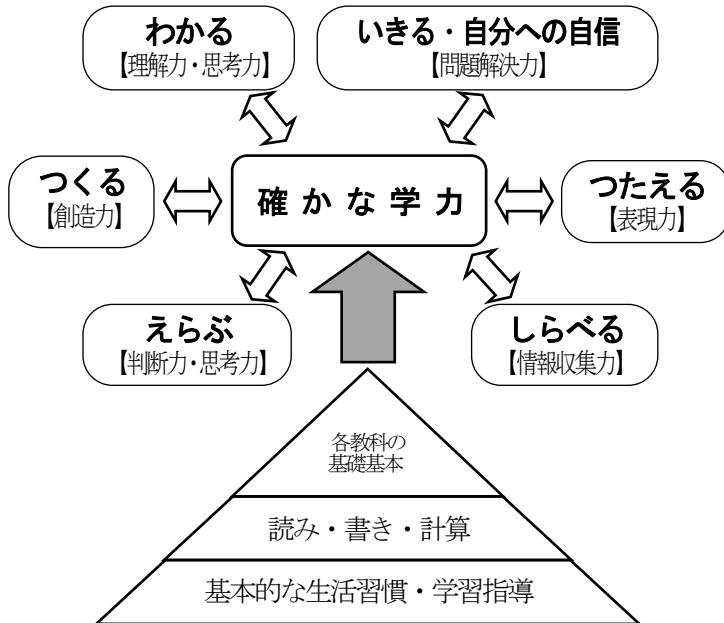 わかる
【理解力・思考力】
いきる・自分への自信
【問題解決力】
つくる
【創造力】
確かな学力
つたえる
【表現力】
えらぶ
【判断力・思考力】
しらべる
【情報収集力】
各教科の
基礎基本
読み・書き・計算
基本的な生活習慣・学習指導